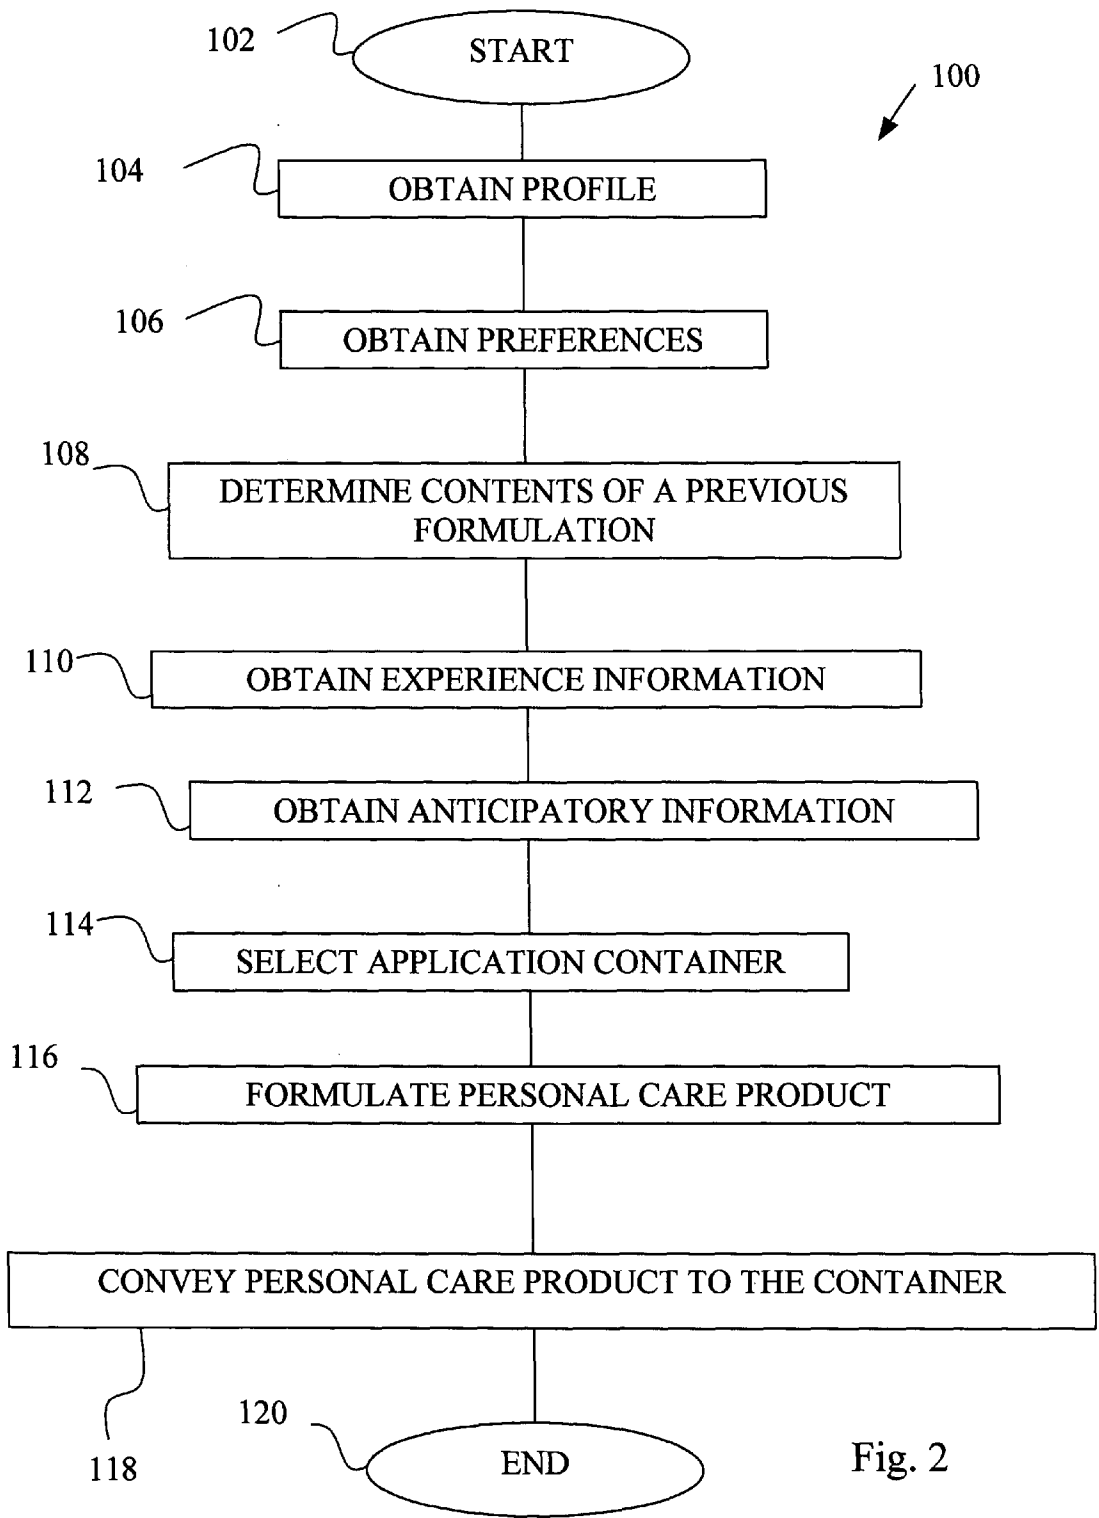 102
START
100
104
OBTAIN PROFILE
106
OBTAIN PREFERENCES
108
DETERMINE CONTENTS OF A PREVIOUS
FORMULATION
110
OBTAIN EXPERIENCE INFORMATION
112
OBTAIN ANTICIPATORY INFORMATION
114
SELECT APPLICATION CONTAINER
116
FORMULATE PERSONAL CARE PRODUCT
CONVEY PERSONAL CARE PRODUCT TO THE CONTAINER
118
120
END
Fig. 2